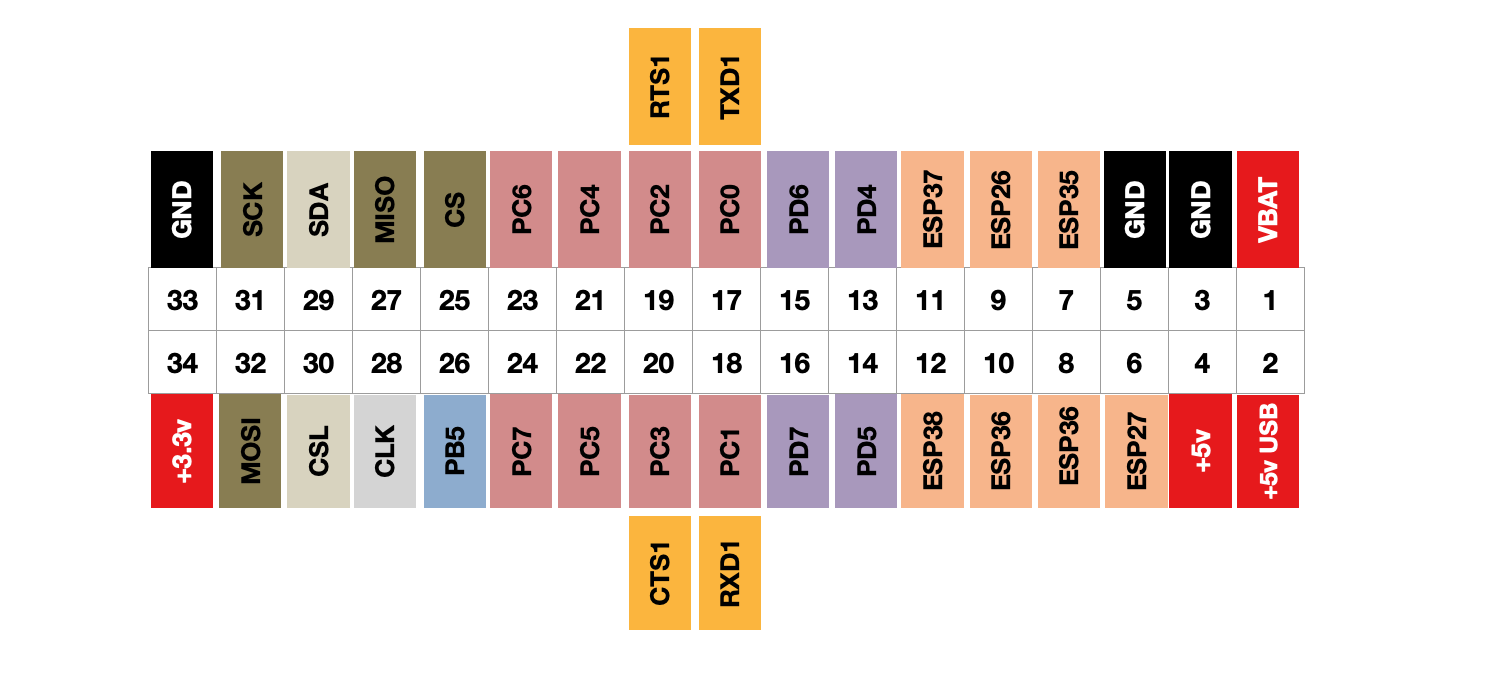 RTS1 TXD1
GND SCK SDA MISO CS PC6 PC4 PC2 PC0 PD6 PD4 ESP37 ESP26 ESP35 GND GND VBAT
33 31 29 27 25 23 21 19 17 15 13 11 9 7 5 3 1
34 32 30 28 26 24 22 20 18 16 14 12 10 8 6 4 2
+3.3v MOSI CSL CLK PB5 PC7 PC5 PC3 PC1 PD7 PD5 ESP38 ESP36 ESP36 ESP27 +5v +5v USB
CTS1 RXD1